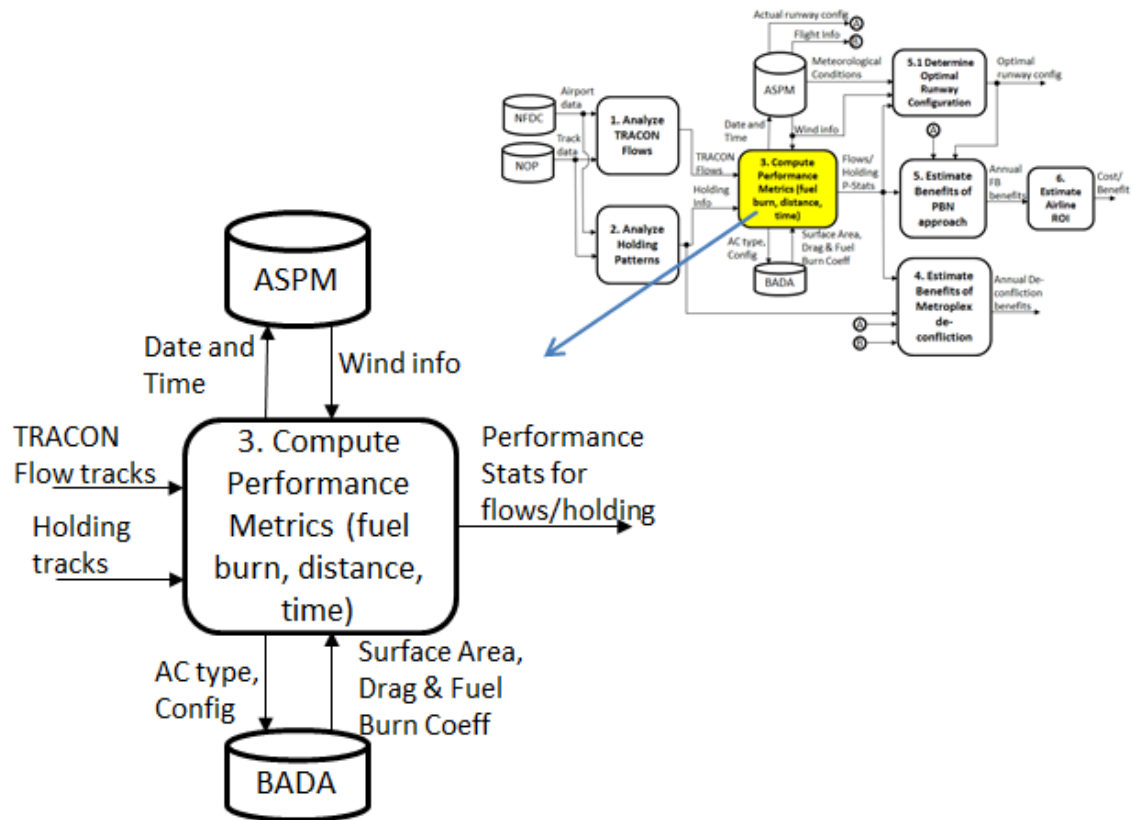 Actual runway config
A
Flight Info
B
ASPM
Meteorological
Conditions
5.1 Determine
Optimal
Runway
Configuration
Optimal
runway config
NFDC
Airport
data
NOP
Track
data
1. Analyze
TRACON
Flows
Date and
Time
Wind info
A
TRACON
Flows
3. Compute
Performance
Metrics (fuel
burn, distance,
time)
Flows/
Holding
P-Stats
5. Estimate
Benefits of
PBN
approach
Annual
FB
benefits
6.
Estimate
Airline
ROI
Cost/
Benefit
Holding
Info
2. Analyze
Holding
Patterns
AC type,
Config
Surface Area,
Drag & Fuel
Burn Coeff
BADA
4. Estimate
Benefits of
Metroplex
de-
confliction
Annual De-
confliction
benefits
A
B
ASPM
Date and
Time
Wind info
TRACON
Flow tracks
Holding
tracks
3. Compute
Performance
Metrics (fuel
burn, distance,
time)
Performance
Stats for
flows/holding
AC type,
Config
Surface Area,
Drag & Fuel
Burn Coeff
BADA